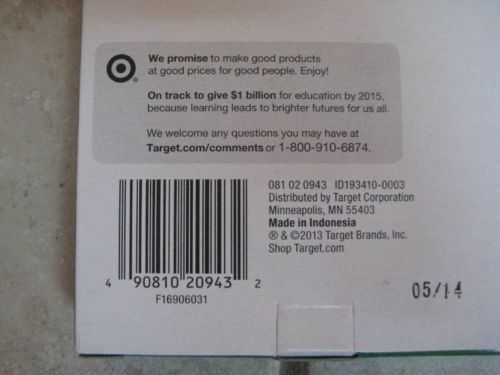 We promise to make good products
at good prices for good people. Enjoy!
On track to give $1 billion for education by 2015,
because learning leads to brighter futures for us all.
We welcome any questions you may have at
Target.com/comments or 1-800-910-6874.
081 02 0943 ID193410-0003
Distributed by Target Corporation
Minneapolis, MN 55403
Made in Indonesia
® & ©2013 Target Brands, Inc.
Shop Target.com
4 90810 20943 2
F16906031
05/14